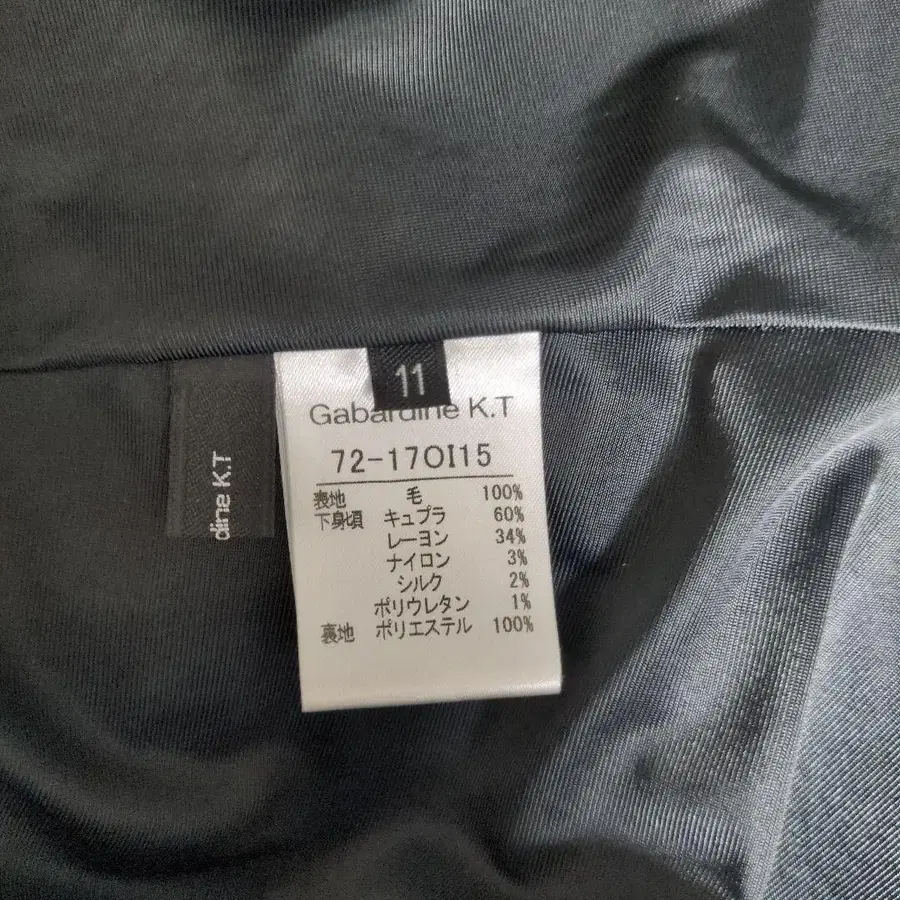 11
Gabardine K.T
72-17OI15
表地 毛 100%
下身頃 キュプラ 60%
レーヨン 34%
ナイロン 3%
シルク 2%
ポリウレタン 1%
裏地 ポリエステル 100%
dine K.T